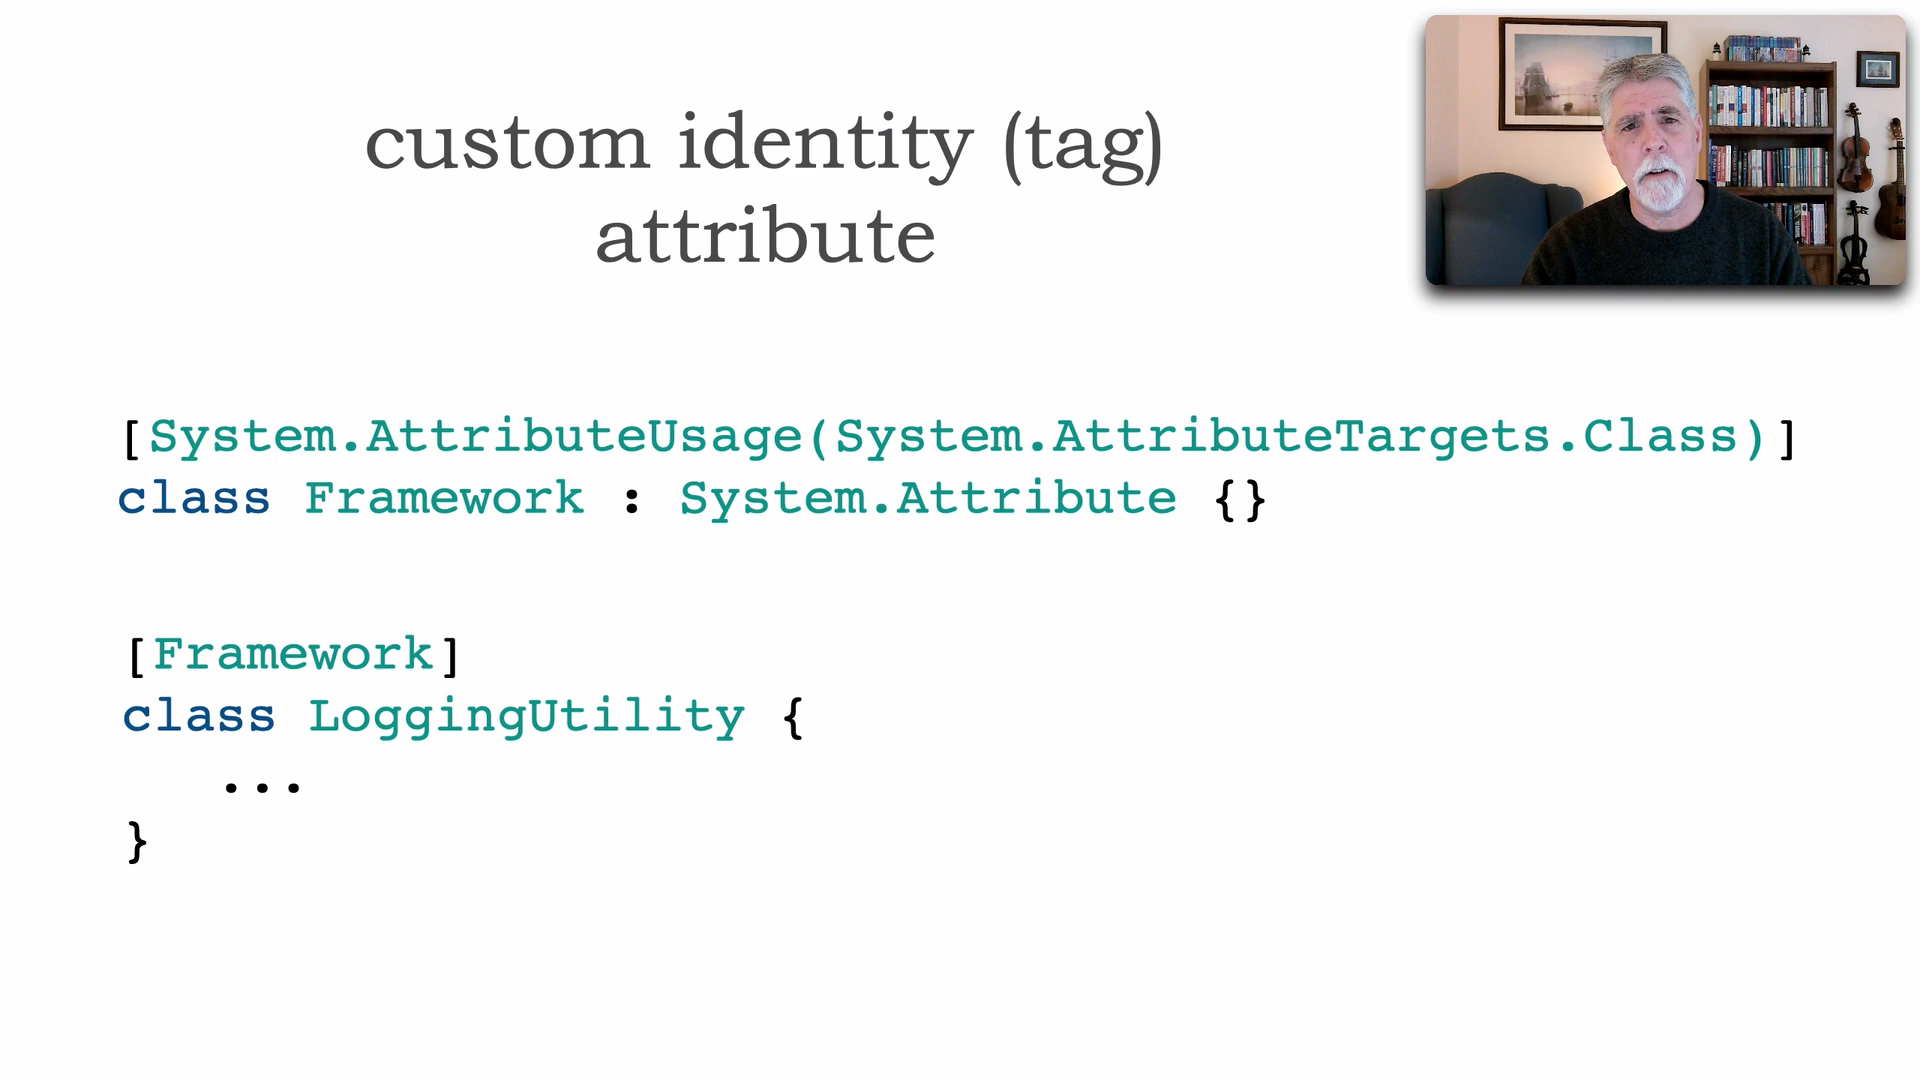 custom identity (tag)
attribute
[System.AttributeUsage(System.AttributeTargets.Class)]
class Framework : System.Attribute {}
[Framework]
class LoggingUtility {
...
}